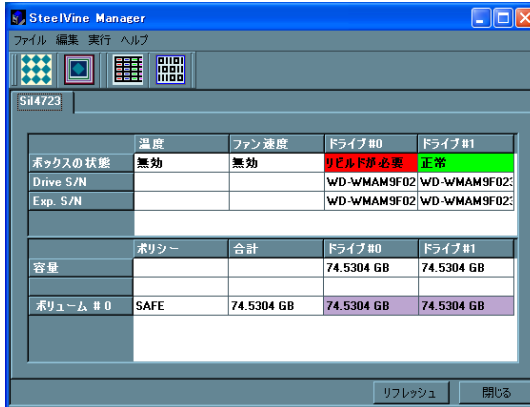 SteelVine Manager
ファイル 編集 実行 ヘルプ
SiI4723
温度 ファン速度 ドライブ#0 ドライブ#1
ボックスの状態 無効 無効 リビルドが必要 正常
Drive S/N WD-WMAM9F02 WD-WMAM9F02
Exp. S/N WD-WMAM9F02 WD-WMAM9F02
ポリシー 合計 ドライブ#0 ドライブ#1
容量 74.5304 GB 74.5304 GB
ボリューム #0 SAFE 74.5304 GB 74.5304 GB 74.5304 GB
リフレッシュ 閉じる